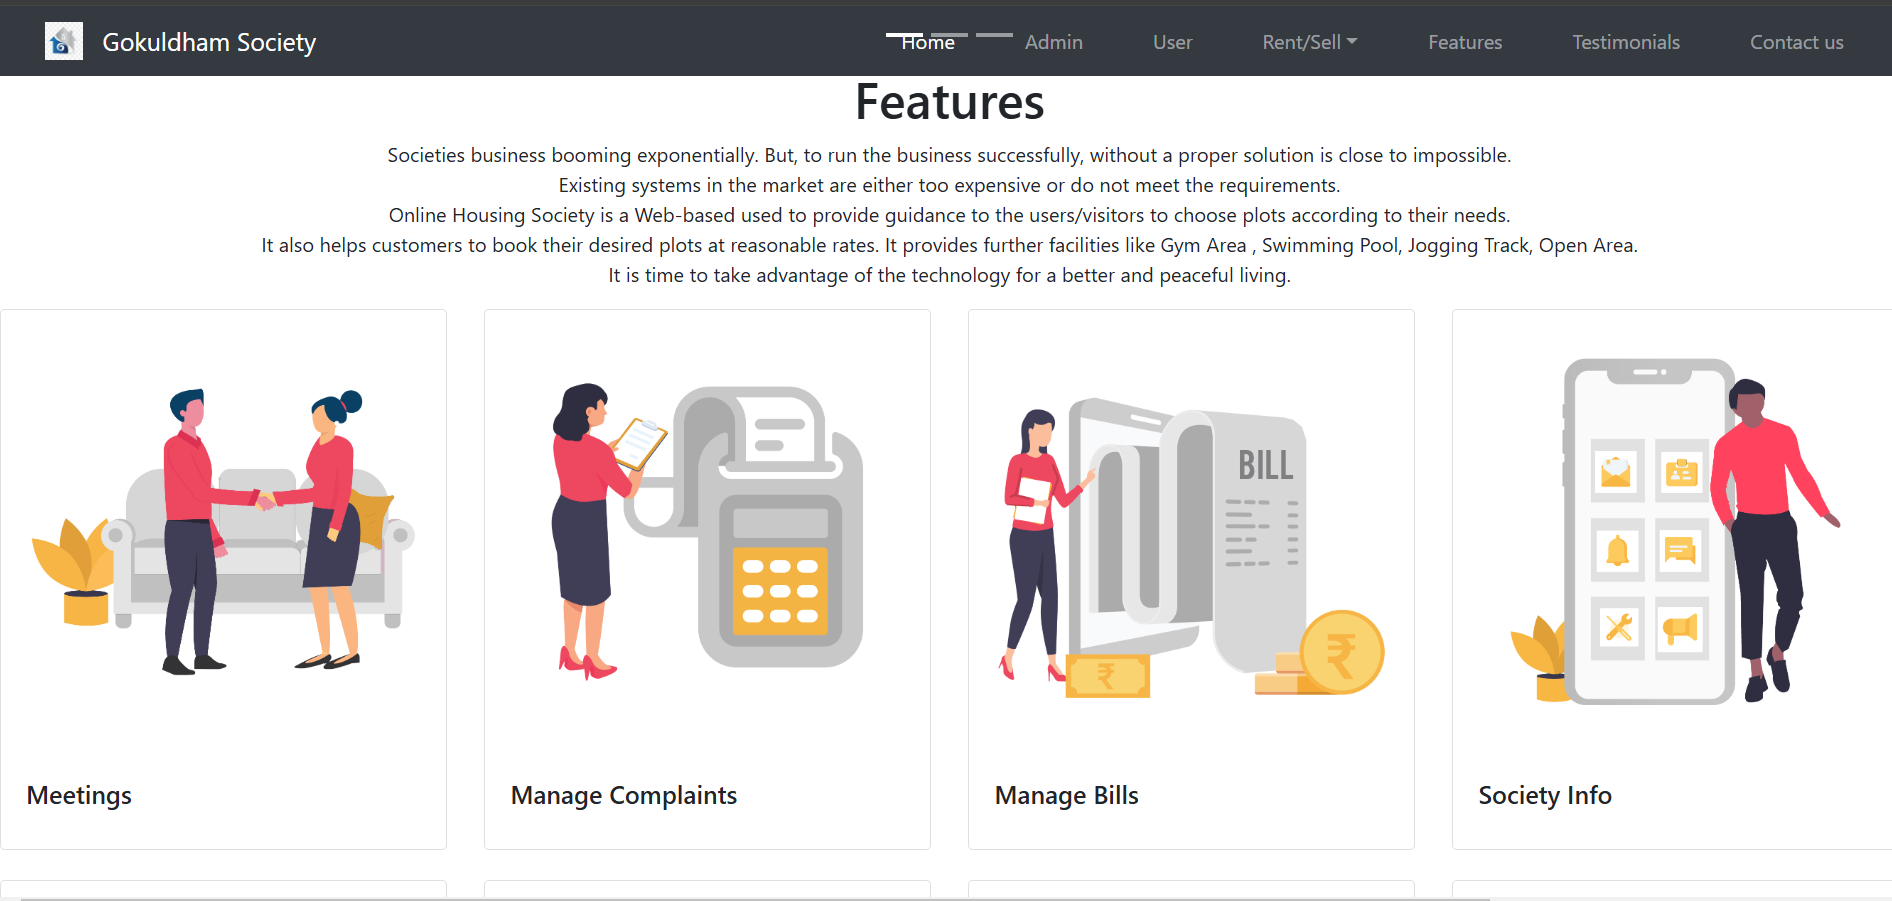 Gokuldham Society
Home
Admin
User
Rent/Sell
Features
Testimonials
Contact us
Features
Societies business booming exponentially. But, to run the business successfully, without a proper solution is close to impossible.
Existing systems in the market are either too expensive or do not meet the requirements.
Online Housing Society is a Web-based used to provide guidance to the users/visitors to choose plots according to their needs.
It also helps customers to book their desired plots at reasonable rates. It provides further facilities like Gym Area , Swimming Pool, Jogging Track, Open Area.
It is time to take advantage of the technology for a better and peaceful living.
BILL
₹
₹
Meetings
Manage Complaints
Manage Bills
Society Info